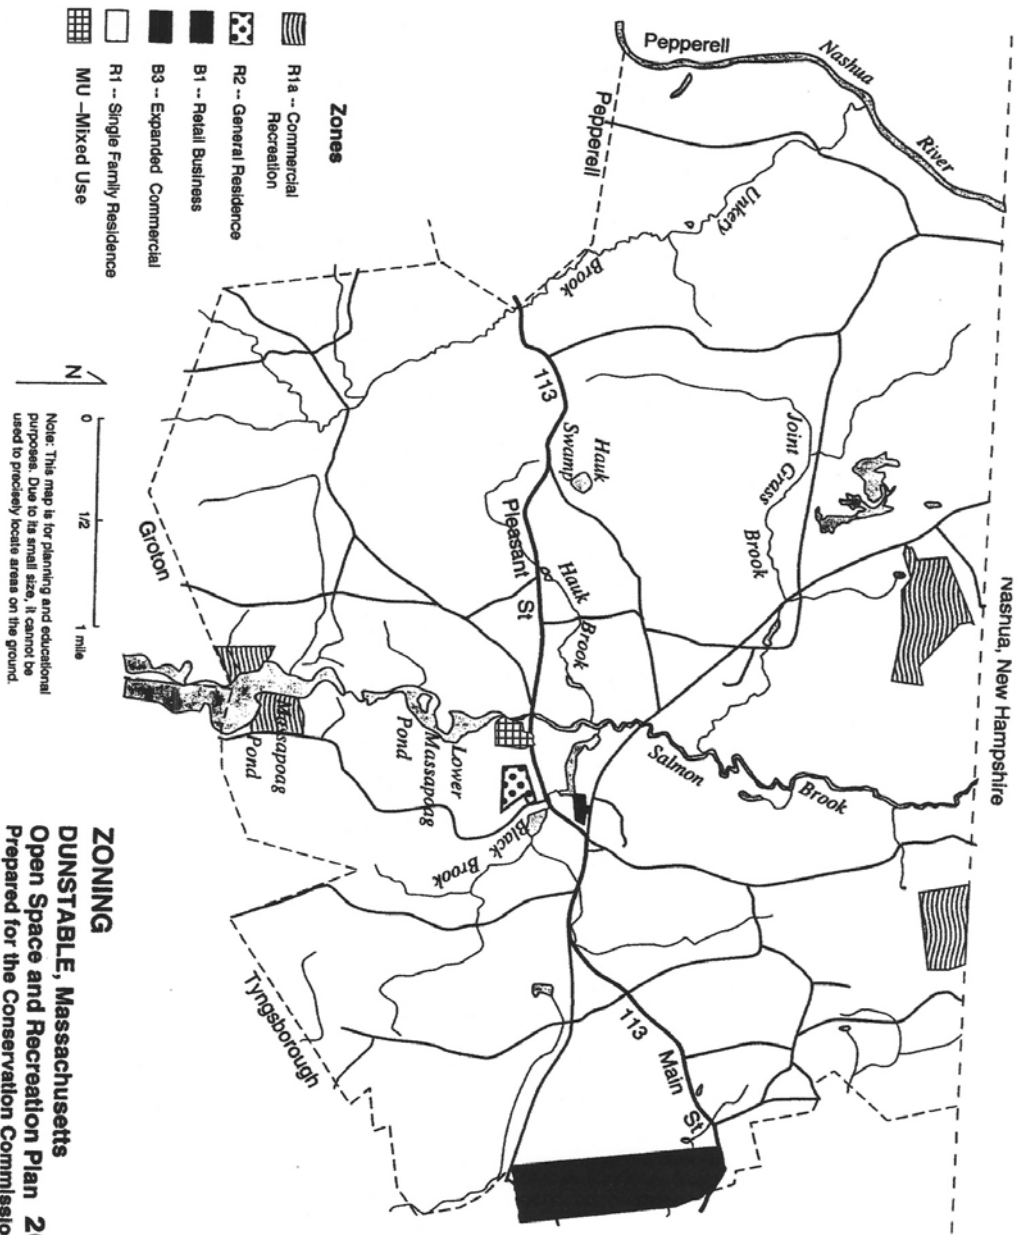 ZONING
DUNSTABLE, Massachusetts
Open Space and Recreation Plan
Prepared for the Conservation
Zones
R1a -- Commercial
Recreation
R2 -- General Residence
B1 -- Retail Business
B3 -- Expanded Commercial
R1 -- Single Family Residence
MU –Mixed Use
N
0
1/2
1 mile
Note: This map is for planning and educational
purposes. Due to its small size, it cannot be
used to precisely locate areas on the ground.
Nashua, New Hampshire
Nashua
River
Pepperell
Pepperell
Unkety
Brook
113
Hauk
Swamp
Joint Grass
Brook
Pleasant
St
Hauk
Brook
Groton
Massapoag
Pond
Lower
Massapoag
Pond
Salmon
Brook
Black
Brook
Tyngsborough
113
Main
St